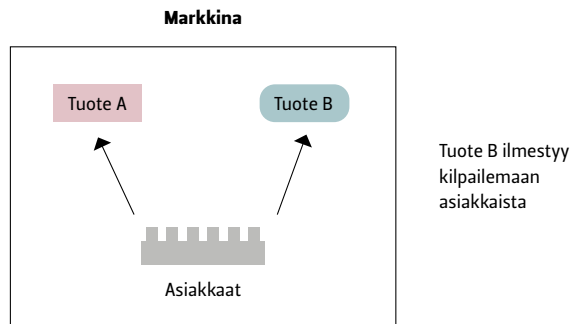 Markkina
Tuote A
Tuote B
Tuote B ilmestyy
kilpailemaan
asiakkaista
Asiakkaat